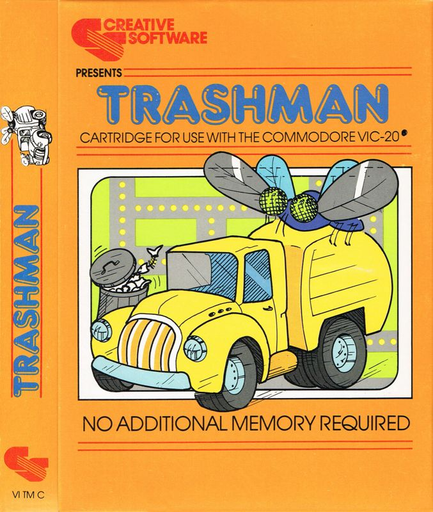 CREATIVE
SOFTWARE
PRESENTS
TRASHMAN
CARTRIDGE FOR USE WITH THE COMMODORE VIC-20
NO ADDITIONAL MEMORY REQUIRED
TRASHMAN
VI TM C